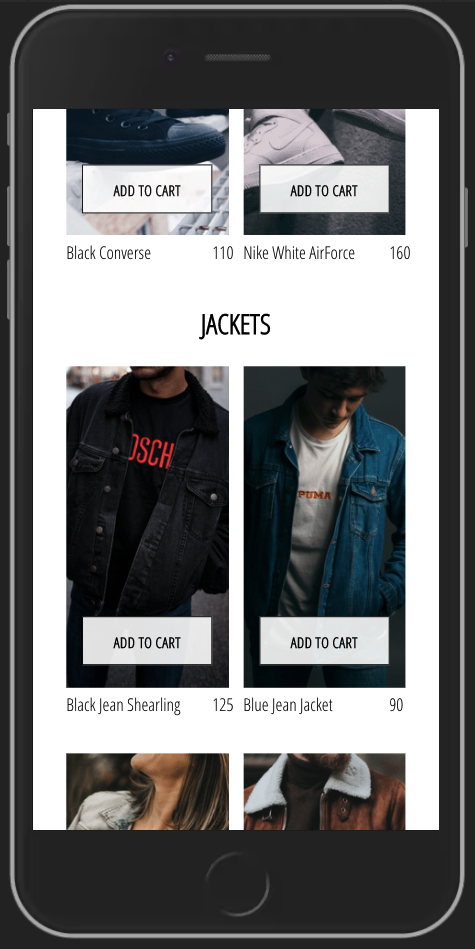 ADD TO CART ADD TO CART
Black Converse 110 Nike White AirForce 160
JACKETS
OSCH
PUMA
ADD TO CART ADD TO CART
Black Jean Shearling 125 Blue Jean Jacket 90